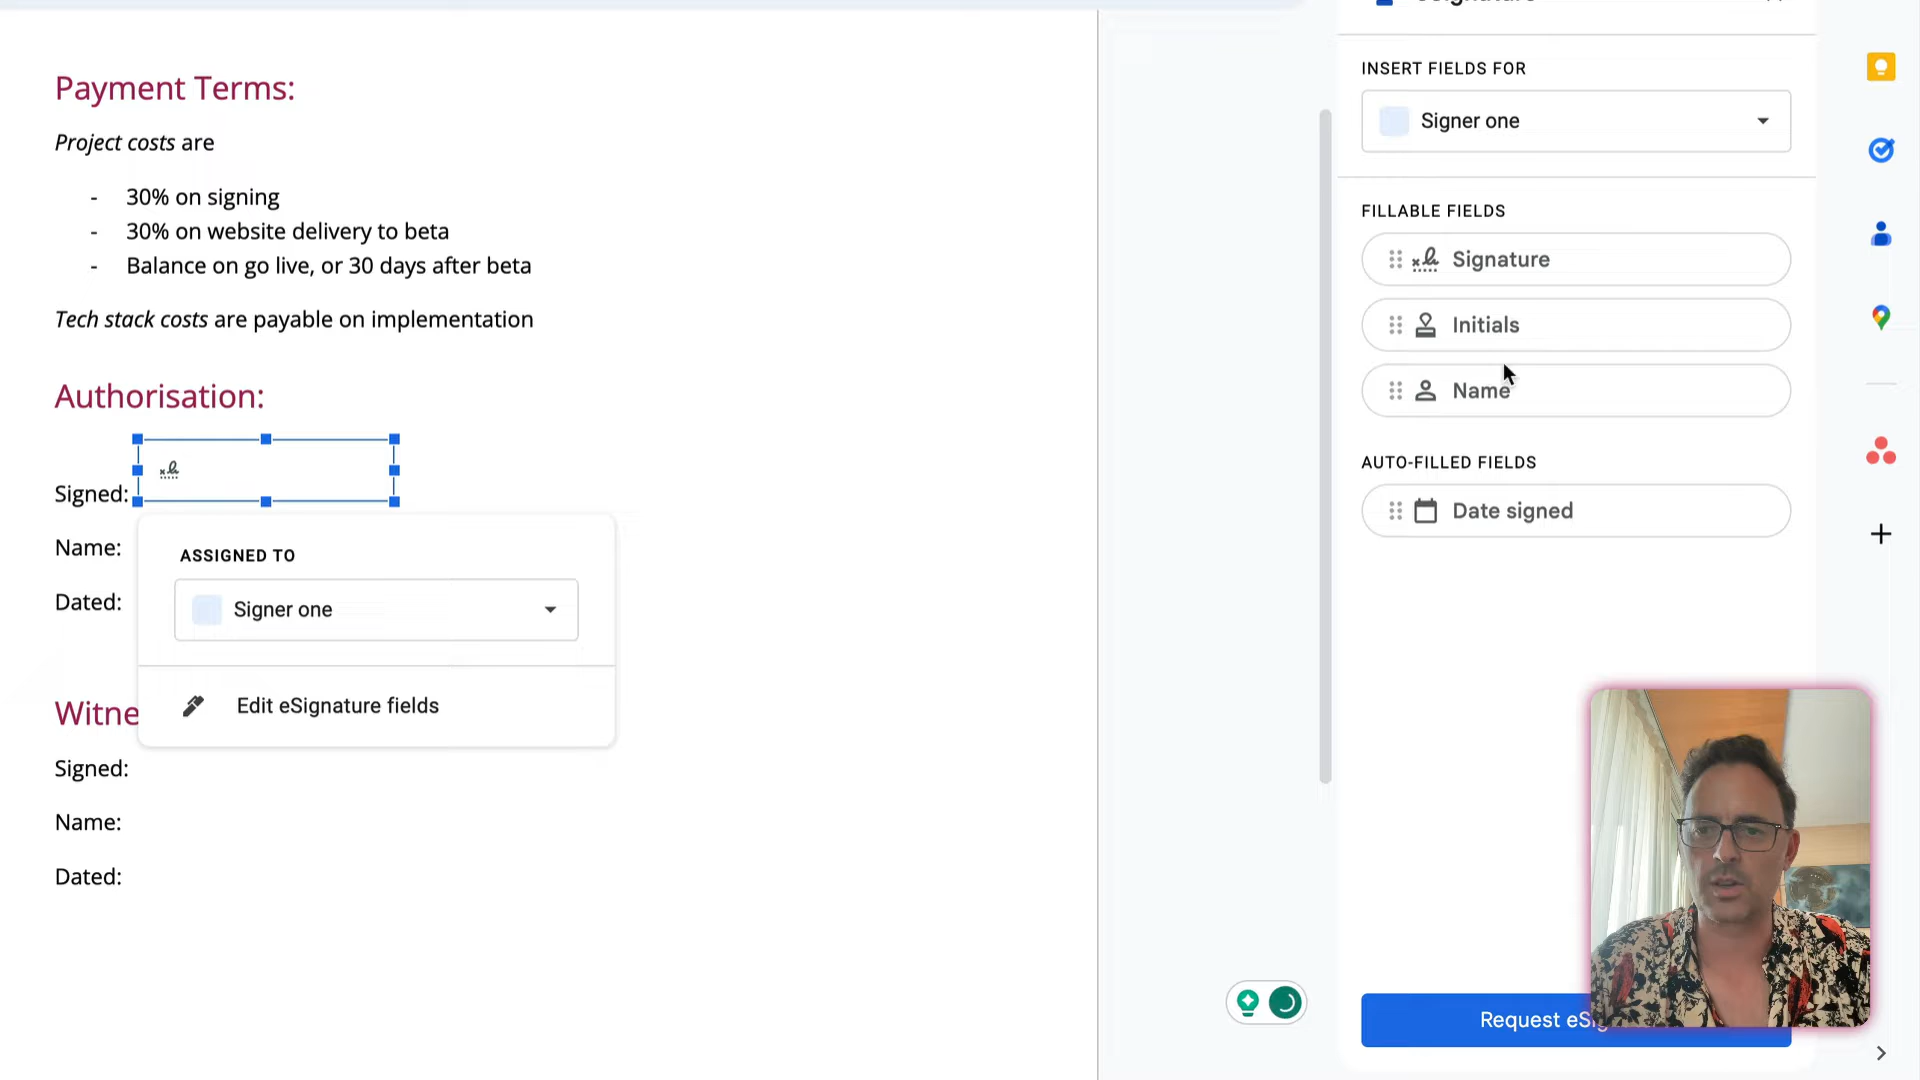 Payment Terms:
Project costs are
- 30% on signing
- 30% on website delivery to beta
- Balance on go live, or 30 days after beta
Tech stack costs are payable on implementation
Authorisation:
Signed:
Name:
Dated:
ASSIGNED TO
Signer one
Edit eSignature fields
Witne
Signed:
Name:
Dated:
INSERT FIELDS FOR
Signer one
FILLABLE FIELDS
Signature
Initials
Name
AUTO-FILLED FIELDS
Date signed
Request eSig